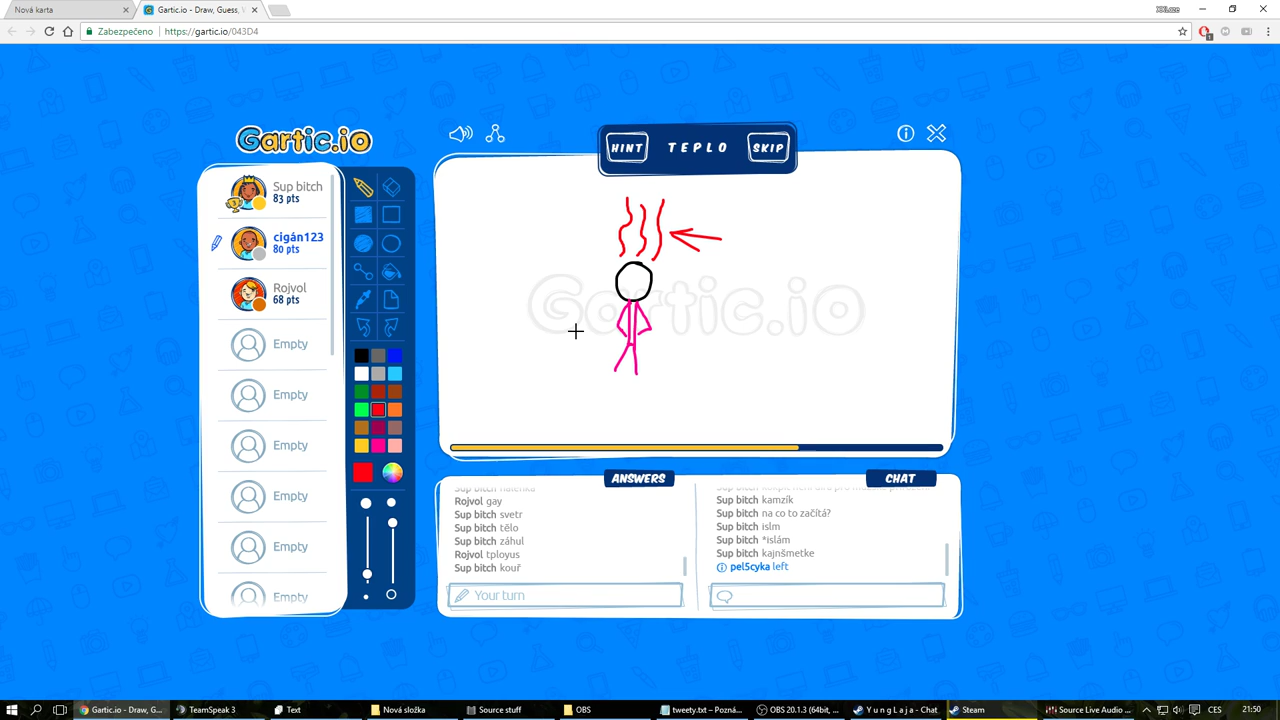 Nová karta
Gartic.io - Draw, Guess, W
XXLuze
Zabezpečeno
https://gartic.io/043D4
Gartic.io
HINT
TEPLO
SKIP
Sup bitch
83 pts
cigán123
80 pts
Rojvol
68 pts
Empty
Empty
Empty
Empty
Empty
Empty
Gartic.io
ANSWERS
Rojvol gay
Sup bitch svetr
Sup bitch tělo
Sup bitch záhul
Rojvol tployus
Sup bitch kouř
Your turn
CHAT
Sup bitch kamzík
Sup bitch na co to začítá?
Sup bitch islm
Sup bitch *islám
Sup bitch kajnšmetke
pel5cyka left
Gartic.io - Draw, G...
TeamSpeak 3
Text
Nová složka
Source stuff
OBS
tweety.txt – Pozná...
OBS 20.1.3 (64bit, ...
Y u n g L a j a - Chat
Steam
Source Live Audio ...
CES
21:50